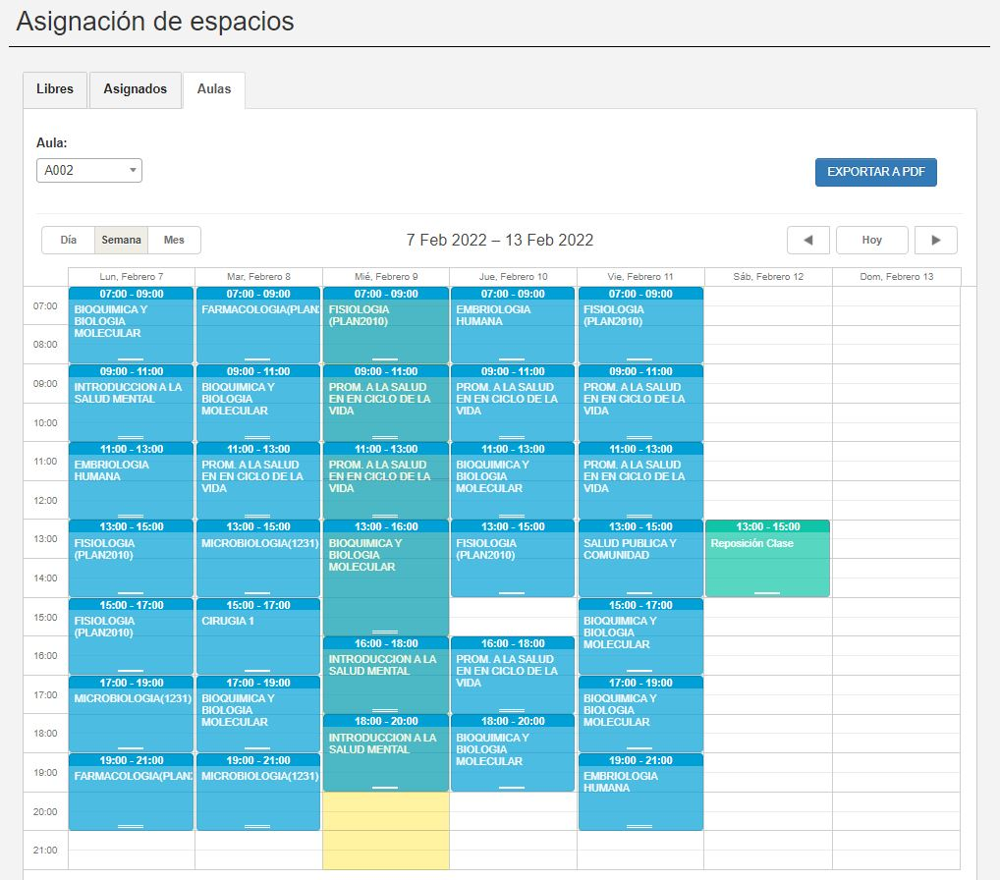 Asignación de espacios
Libres
Asignados
Aulas
Aula:
A002
EXPORTAR A PDF
Día
Semana
Mes
7 Feb 2022 – 13 Feb 2022
Hoy
Lun, Febrero 7
Mar, Febrero 8
Mié, Febrero 9
Jue, Febrero 10
Vie, Febrero 11
Sáb, Febrero 12
Dom, Febrero 13
07:00
08:00
09:00
10:00
11:00
12:00
13:00
14:00
15:00
16:00
17:00
18:00
19:00
20:00
21:00
07:00 - 09:00
BIOQUIMICA Y
BIOLOGIA
MOLECULAR
09:00 - 11:00
INTRODUCCION A LA
SALUD MENTAL
11:00 - 13:00
EMBRIOLOGIA
HUMANA
13:00 - 15:00
FISIOLOGIA
(PLAN2010)
15:00 - 17:00
FISIOLOGIA
(PLAN2010)
17:00 - 19:00
MICROBIOLOGIA(1231)
19:00 - 21:00
FARMACOLOGIA(PLAN
07:00 - 09:00
FARMACOLOGIA(PLAN
09:00 - 11:00
BIOQUIMICA Y
BIOLOGIA
MOLECULAR
11:00 - 13:00
PROM. A LA SALUD
EN EN CICLO DE LA
VIDA
13:00 - 15:00
MICROBIOLOGIA(1231)
15:00 - 17:00
CIRUGIA 1
17:00 - 19:00
BIOQUIMICA Y
BIOLOGIA
MOLECULAR
19:00 - 21:00
MICROBIOLOGIA(1231)
07:00 - 09:00
FISIOLOGIA
(PLAN2010)
09:00 - 11:00
PROM. A LA SALUD
EN EN CICLO DE LA
VIDA
11:00 - 13:00
PROM. A LA SALUD
EN EN CICLO DE LA
VIDA
13:00 - 16:00
BIOQUIMICA Y
BIOLOGIA
MOLECULAR
16:00 - 18:00
INTRODUCCION A LA
SALUD MENTAL
18:00 - 20:00
INTRODUCCION A LA
SALUD MENTAL
07:00 - 09:00
EMBRIOLOGIA
HUMANA
09:00 - 11:00
PROM. A LA SALUD
EN EN CICLO DE LA
VIDA
11:00 - 13:00
BIOQUIMICA Y
BIOLOGIA
MOLECULAR
13:00 - 15:00
FISIOLOGIA
(PLAN2010)
16:00 - 18:00
PROM. A LA SALUD
EN EN CICLO DE LA
VIDA
18:00 - 20:00
BIOQUIMICA Y
BIOLOGIA
MOLECULAR
07:00 - 09:00
FISIOLOGIA
(PLAN2010)
09:00 - 11:00
PROM. A LA SALUD
EN EN CICLO DE LA
VIDA
11:00 - 13:00
PROM. A LA SALUD
EN EN CICLO DE LA
VIDA
13:00 - 15:00
SALUD PUBLICA Y
COMUNIDAD
15:00 - 17:00
BIOQUIMICA Y
BIOLOGIA
MOLECULAR
17:00 - 19:00
BIOQUIMICA Y
BIOLOGIA
MOLECULAR
19:00 - 21:00
EMBRIOLOGIA
HUMANA
13:00 - 15:00
Reposición Clase